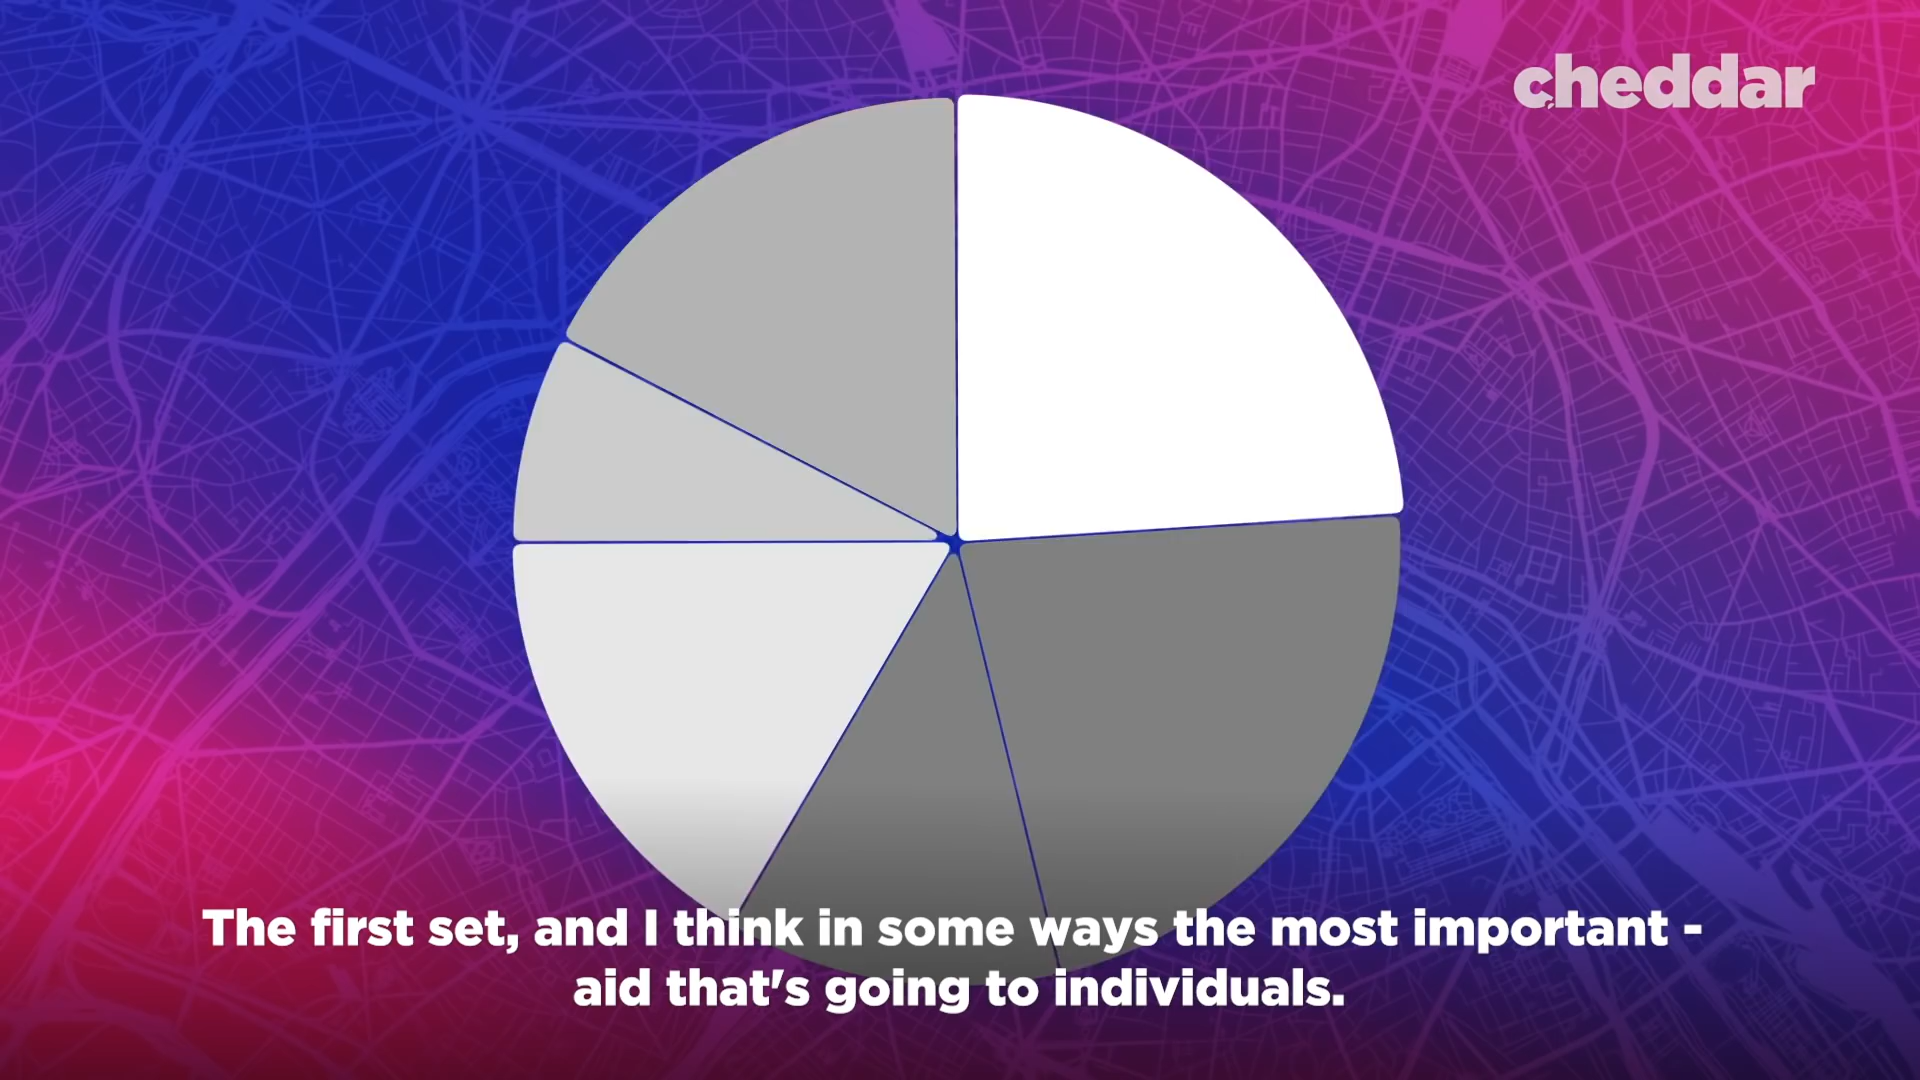 cheddar
The first set, and I think in some ways the most important -
aid that's going to individuals.